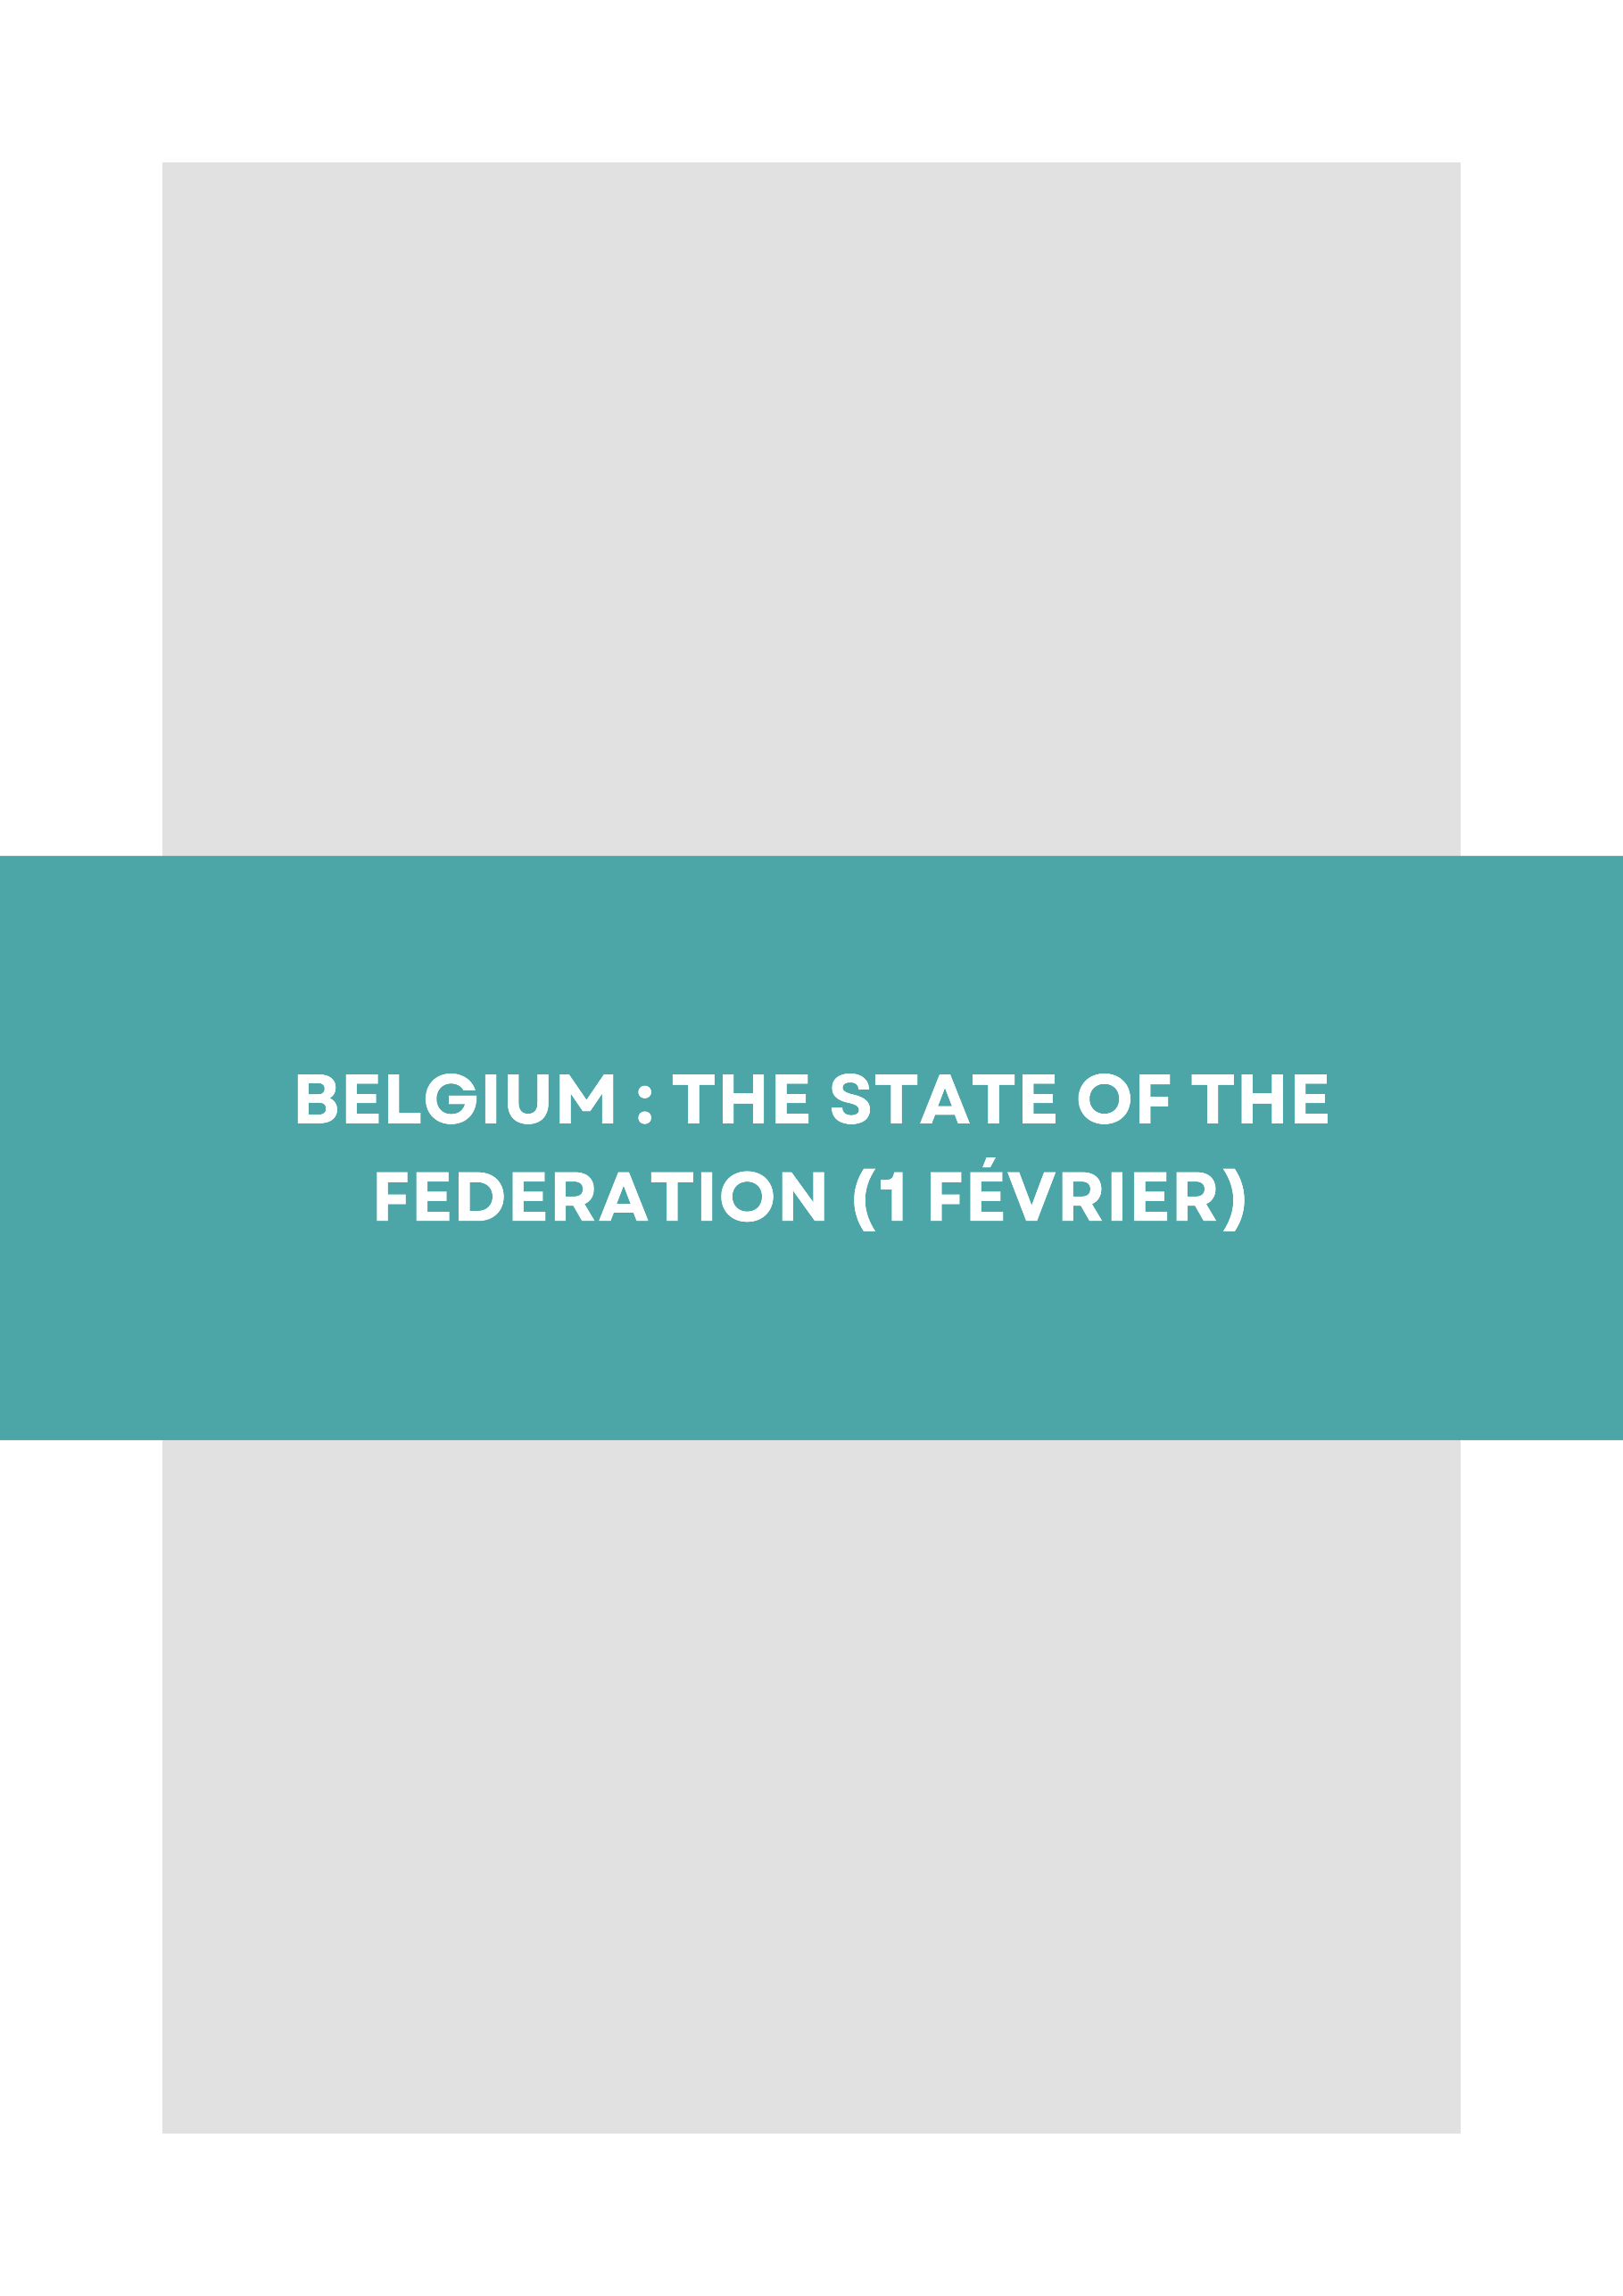 BELGIUM : THE STATE OF THE
FEDERATION (1 FÉVRIER)